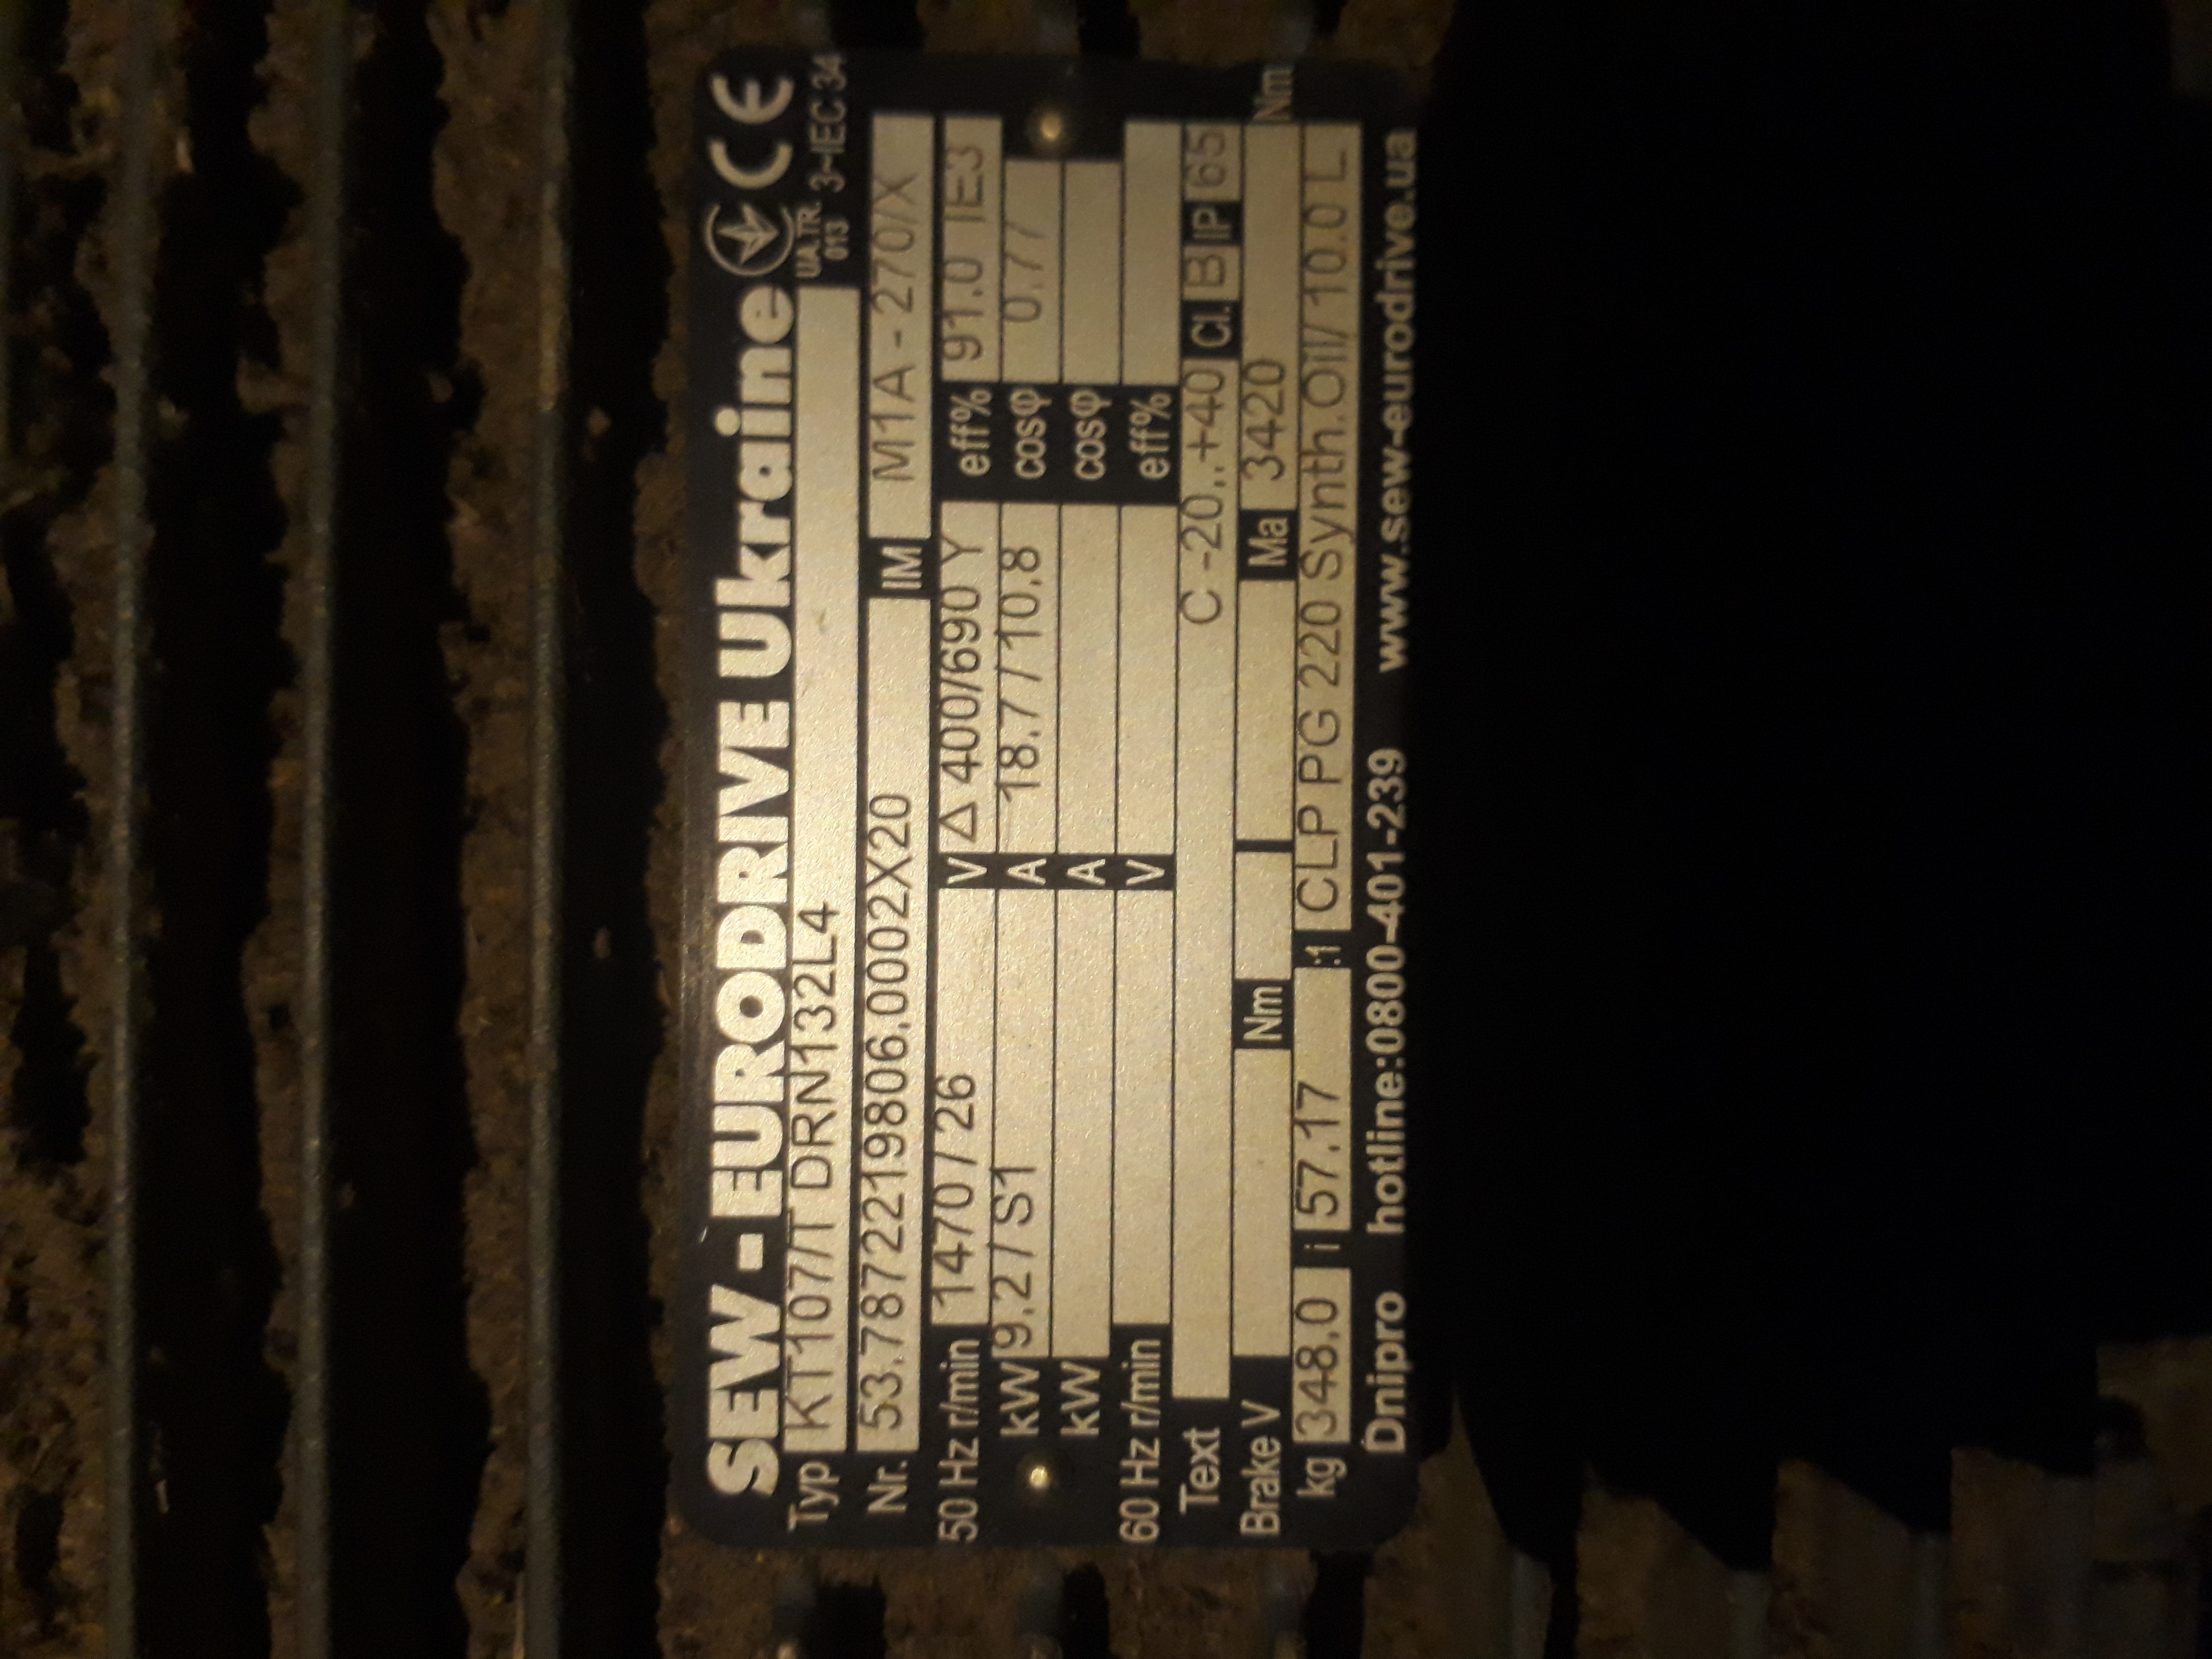 SEW - EURODRIVE Ukraine CE
Typ KT107/T DRN132L4 UA.TR.013 3~IEC 34
Nr. 53.7872219806.0002X20 IM M1A - 270/X
50 Hz r/min 1470 / 26 V Δ 400/690 Y eff% 91.0 IE3
kW 9.2 / S1 A 18.7 / 10.8 cosφ 0.77
kW A cosφ
60 Hz r/min V eff%
Text C -20..+40 Cl. B IP 65
Brake V Nm Ma 3420 Nm
kg 348.0 i 57.17 :1 CLP PG 220 Synth.Oil/ 10.0 L
Dnipro hotline:0800-401-239 www.sew-eurodrive.ua